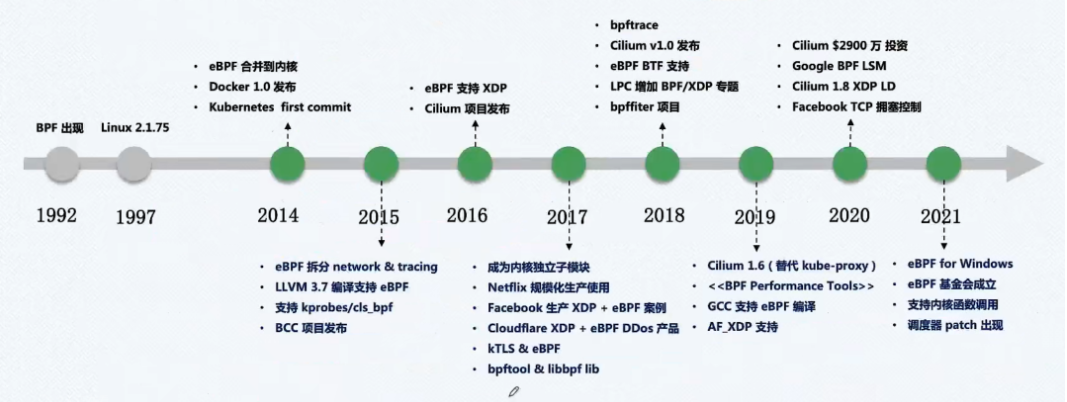 BPF 出现
1992
Linux 2.1.75
1997
• eBPF 合并到内核
• Docker 1.0 发布
• Kubernetes first commit
2014
2015
• eBPF 拆分 network & tracing
• LLVM 3.7 编译支持 eBPF
• 支持 kprobes/cls_bpf
• BCC 项目发布
• eBPF 支持 XDP
• Cilium 项目发布
2016
2017
• 成为内核独立子模块
• Netflix 规模化生产使用
• Facebook 生产 XDP + eBPF 案例
• Cloudflare XDP + eBPF DDos 产品
• kTLS & eBPF
• bpftool & libbpf lib
• bpftrace
• Cilium v1.0 发布
• eBPF BTF 支持
• LPC 增加 BPF/XDP 专题
• bpffiter 项目
2018
2019
• Cilium 1.6 ( 替代 kube-proxy )
• <<BPF Performance Tools>>
• GCC 支持 eBPF 编译
• AF_XDP 支持
• Cilium $2900 万 投资
• Google BPF LSM
• Cilium 1.8 XDP LD
• Facebook TCP 拥塞控制
2020
2021
• eBPF for Windows
• eBPF 基金会成立
• 支持内核函数调用
• 调度器 patch 出现